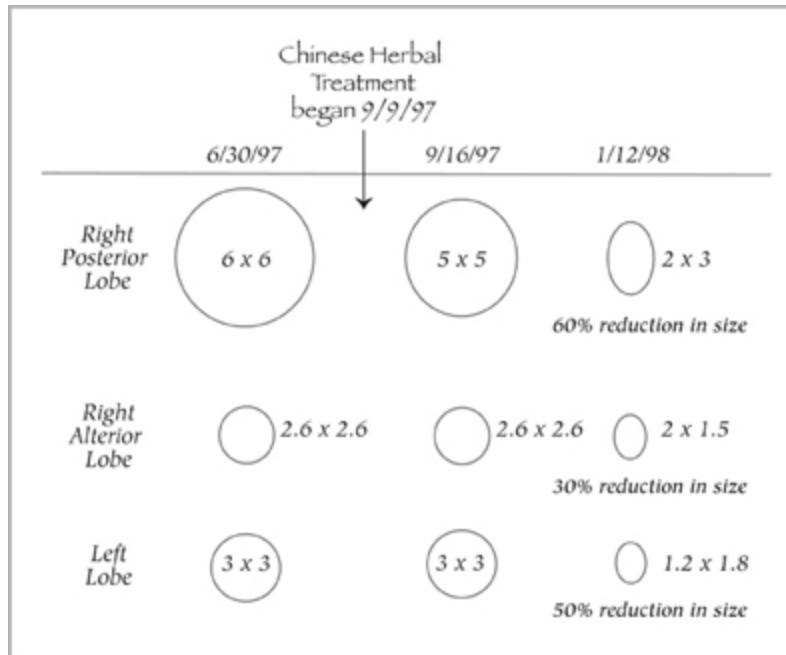 Chinese Herbal
Treatment
began 9/9/97
6/30/97 9/16/97 1/12/98
Right
Posterior
Lobe
6 x 6 5 x 5 2 x 3
60% reduction in size
Right
Alterior
Lobe
2.6 x 2.6 2.6 x 2.6 2 x 1.5
30% reduction in size
Left
Lobe
3 x 3 3 x 3 1.2 x 1.8
50% reduction in size